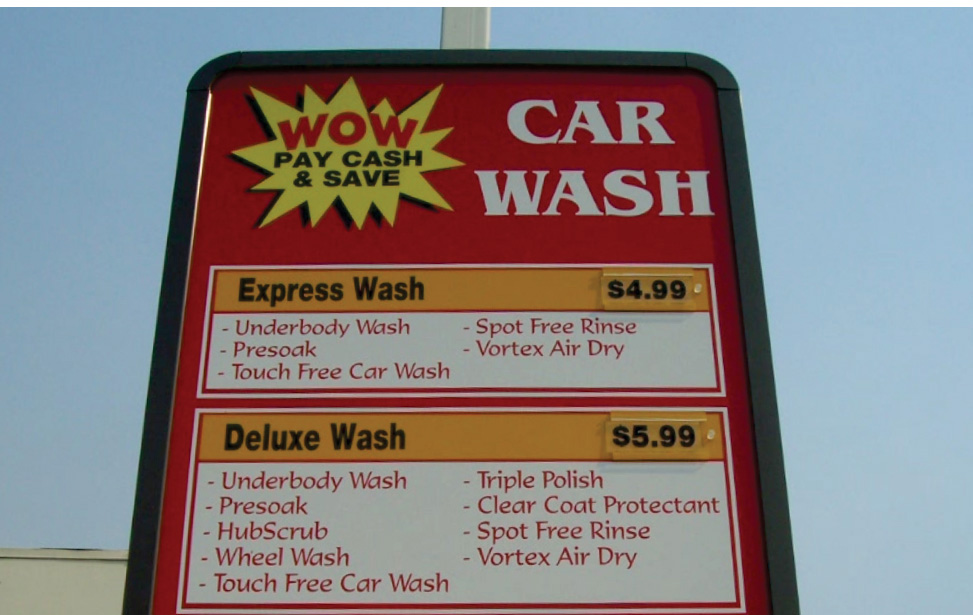 WOW
PAY CASH
& SAVE
CAR
WASH
Express Wash $4.99
- Underbody Wash
- Presoak
- Touch Free Car Wash
- Spot Free Rinse
- Vortex Air Dry
Deluxe Wash $5.99
- Underbody Wash
- Presoak
- HubScrub
- Wheel Wash
- Touch Free Car Wash
- Triple Polish
- Clear Coat Protectant
- Spot Free Rinse
- Vortex Air Dry